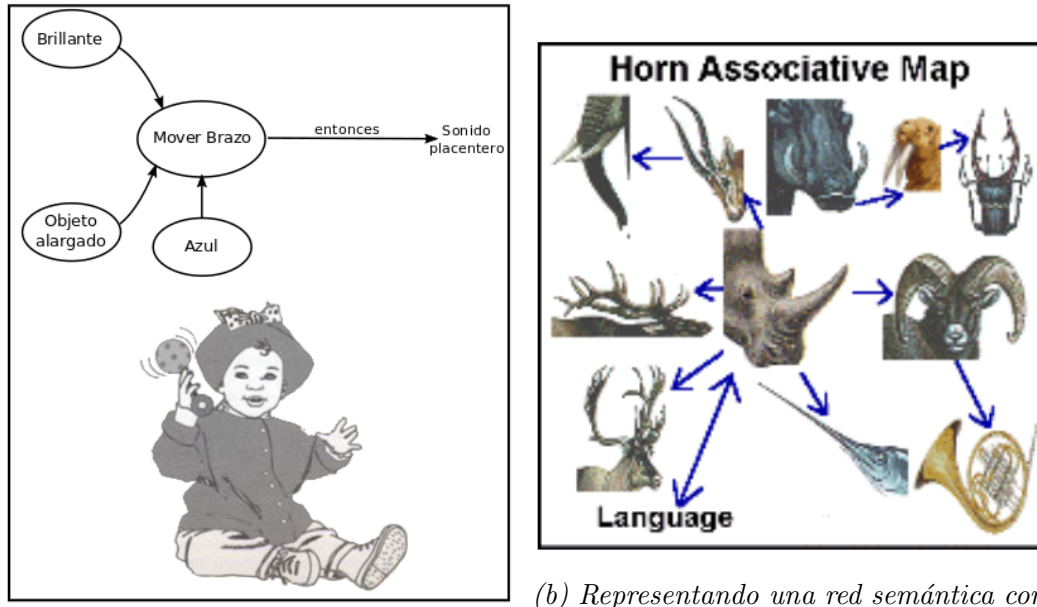 Brillante
Mover Brazo
entonces
Sonido
placentero
Objeto
alargado
Azul
Horn Associative Map
Language
(b) Representando una red semántica con